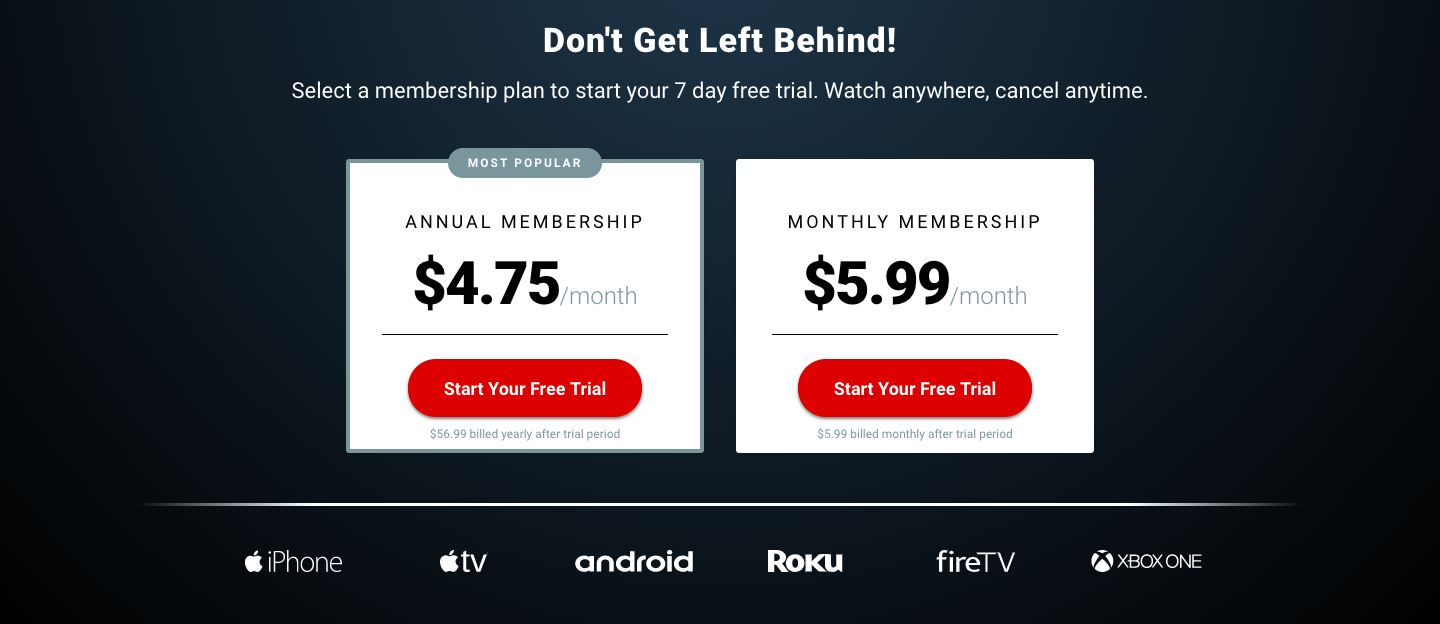 Don't Get Left Behind!
Select a membership plan to start your 7 day free trial. Watch anywhere, cancel anytime.
MOST POPULAR
ANNUAL MEMBERSHIP
$4.75/month
Start Your Free Trial
$56.99 billed yearly after trial period
MONTHLY MEMBERSHIP
$5.99/month
Start Your Free Trial
$5.99 billed monthly after trial period
iPhone
tv
android
Roku
fireTV
XBOX ONE